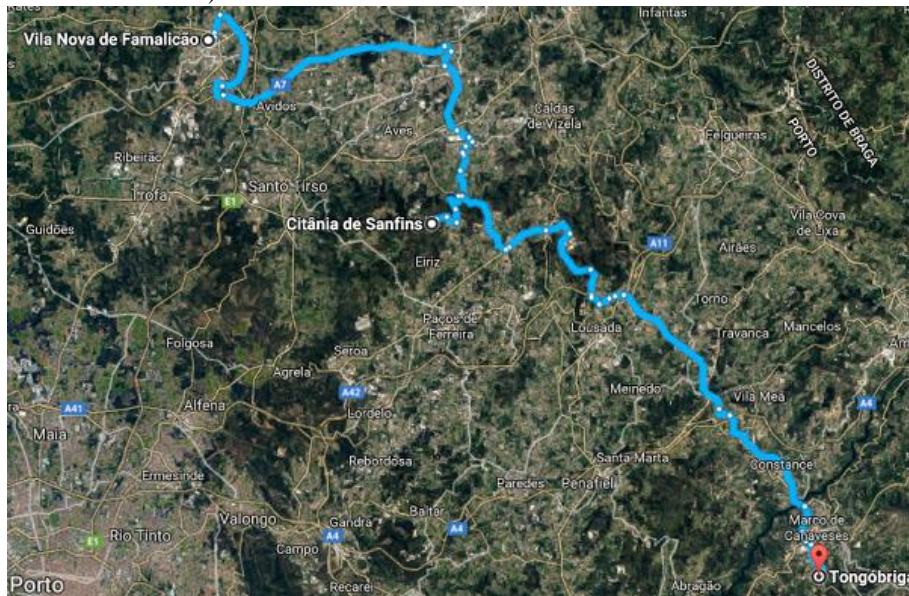 Infantas
Vila Nova de Famalicão
A7
Avidos
DISTRITO DE BRAGA
PORTO
Caldas
de Vizela
Felgueiras
Aves
Ribeirão
Trofa
Santo Tirso
E1
Citânia de Sanfins
Vila Cova
de Lixa
Guidões
A11
Airães
Eiriz
Torno
Paços de
Ferreira
Lousada
Travanca
Mancelos
Folgosa
Seroa
Agrela
Meinedo
Vila Meã
A42
A41
Alfena
Lordelo
A4
Maia
Rebordosa
Santa Marta
Constance
Ermesinde
Paredes
Penafiel
Valongo
Gandra
Baltar
Marco de
Canaveses
E1
Rio Tinto
A4
A4
Campo
Porto
Recarei
Abragão
Tongóbriga